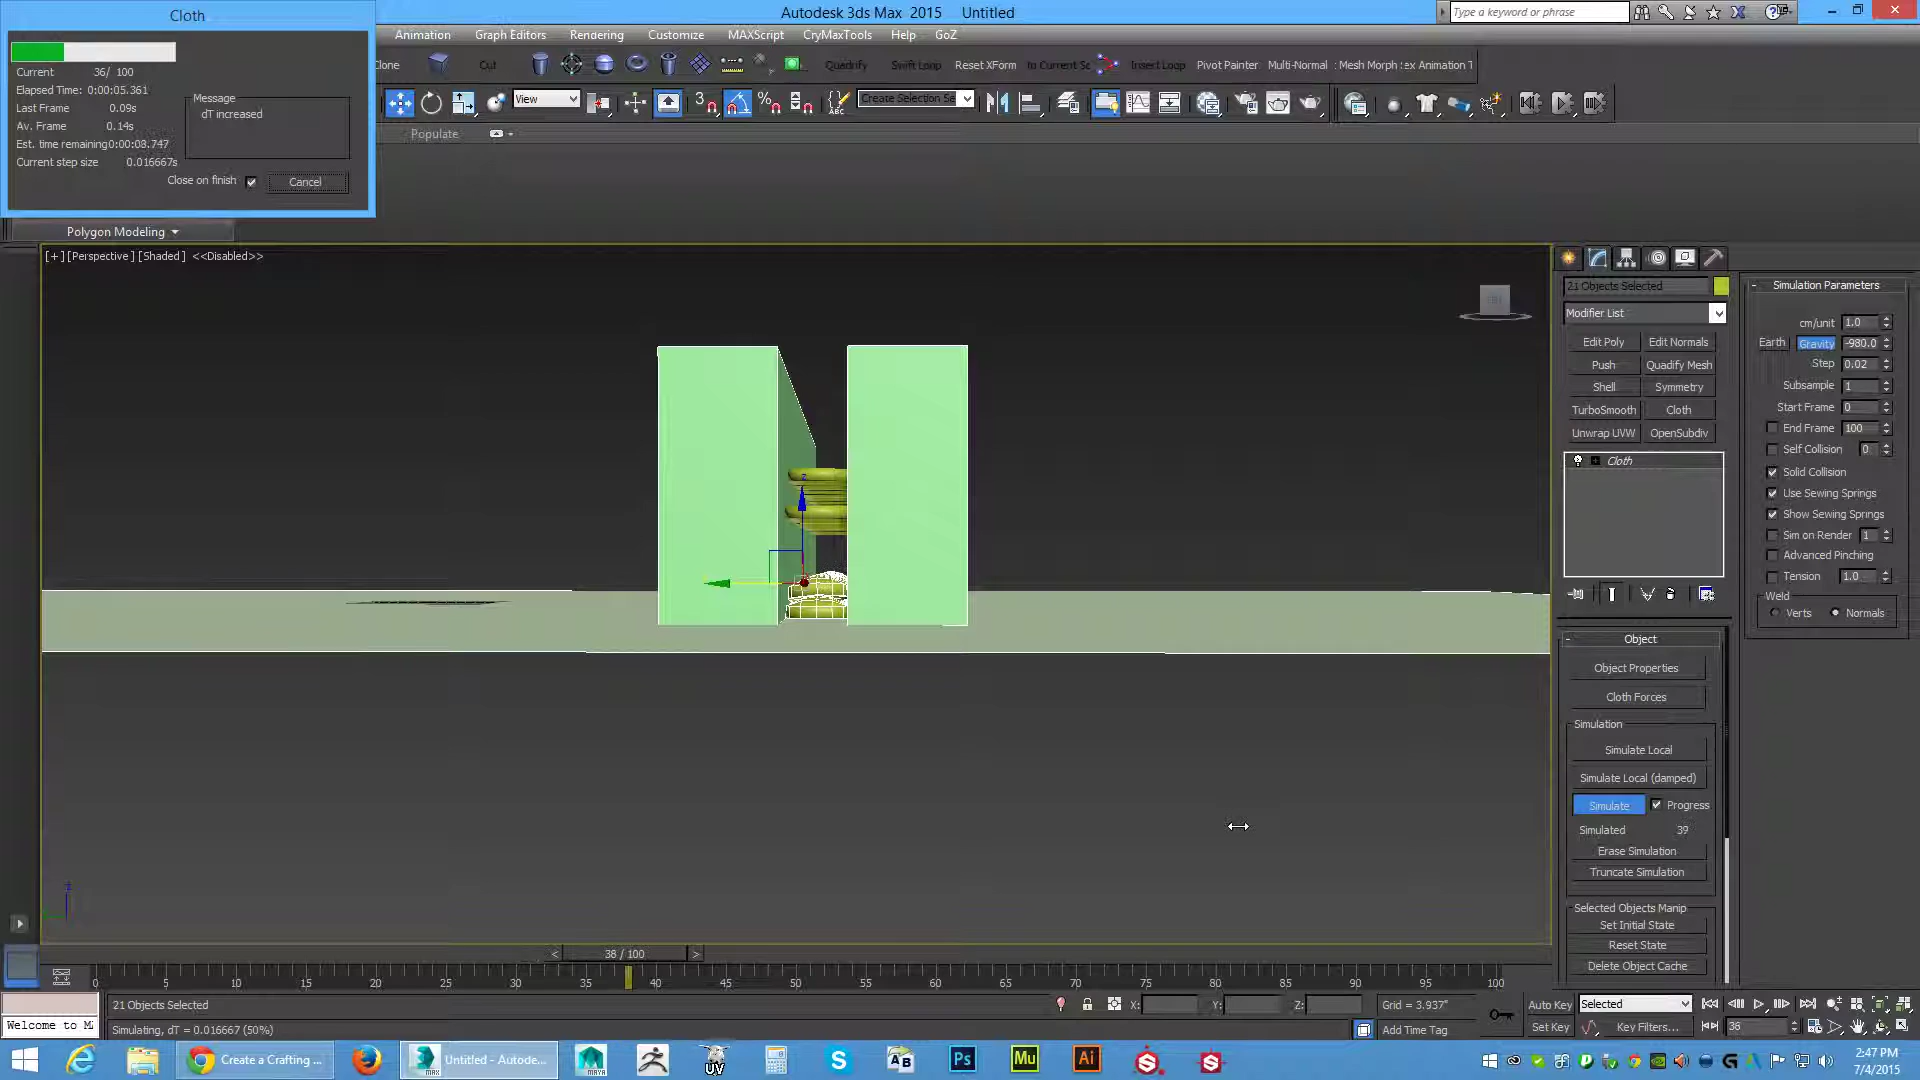 Cloth
Autodesk 3ds Max 2015 Untitled
Type a keyword or phrase
Animation Graph Editors Rendering Customize MAXScript CryMaxTools Help GoZ
Clone Cut Quadrify Swift Loop Reset XForm Insert Loop Pivot Painter Multi-Normal
View
Populate
Polygon Modeling
Current 36/ 100
Elapsed Time: 0:00:05.361
Last Frame 0.09s
Av. Frame 0.14s
Est. time remaining 0:00:08.747
Current step size 0.016667s
Message
dT increased
Close on finish
Cancel
[+] [Perspective] [Shaded] <<Disabled>>
21 Objects Selected
Modifier List
Edit Poly Edit Normals
Push Quadify Mesh
Shell Symmetry
TurboSmooth Cloth
Unwrap UVW OpenSubdiv
Cloth
Object
Object Properties
Cloth Forces
Simulation
Simulate Local
Simulate Local (damped)
Simulate Progress
Simulated 39
Erase Simulation
Truncate Simulation
Selected Objects Manip
Set Initial State
Reset State
Delete Object Cache
Simulation Parameters
cm/unit 1.0
Earth Gravity -980.0
Step 0.02
Subsample 1
Start Frame 0
End Frame 100
Self Collision 0
Solid Collision
Use Sewing Springs
Show Sewing Springs
Sim on Render 1
Advanced Pinching
Tension 1.0
Weld
Verts Normals
< 38 / 100 >
0 5 10 15 20 25 30 35 40 45 50 55 60 65 70 75 80 85 90 95 100
21 Objects Selected X: Y: Z: Grid = 3.937" Auto Key Selected
Welcome to M
Simulating, dT = 0.016667 (50%) Add Time Tag Set Key Key Filters... 36
Create a Crafting ... Untitled - Autode...
2:47 PM
7/4/2015